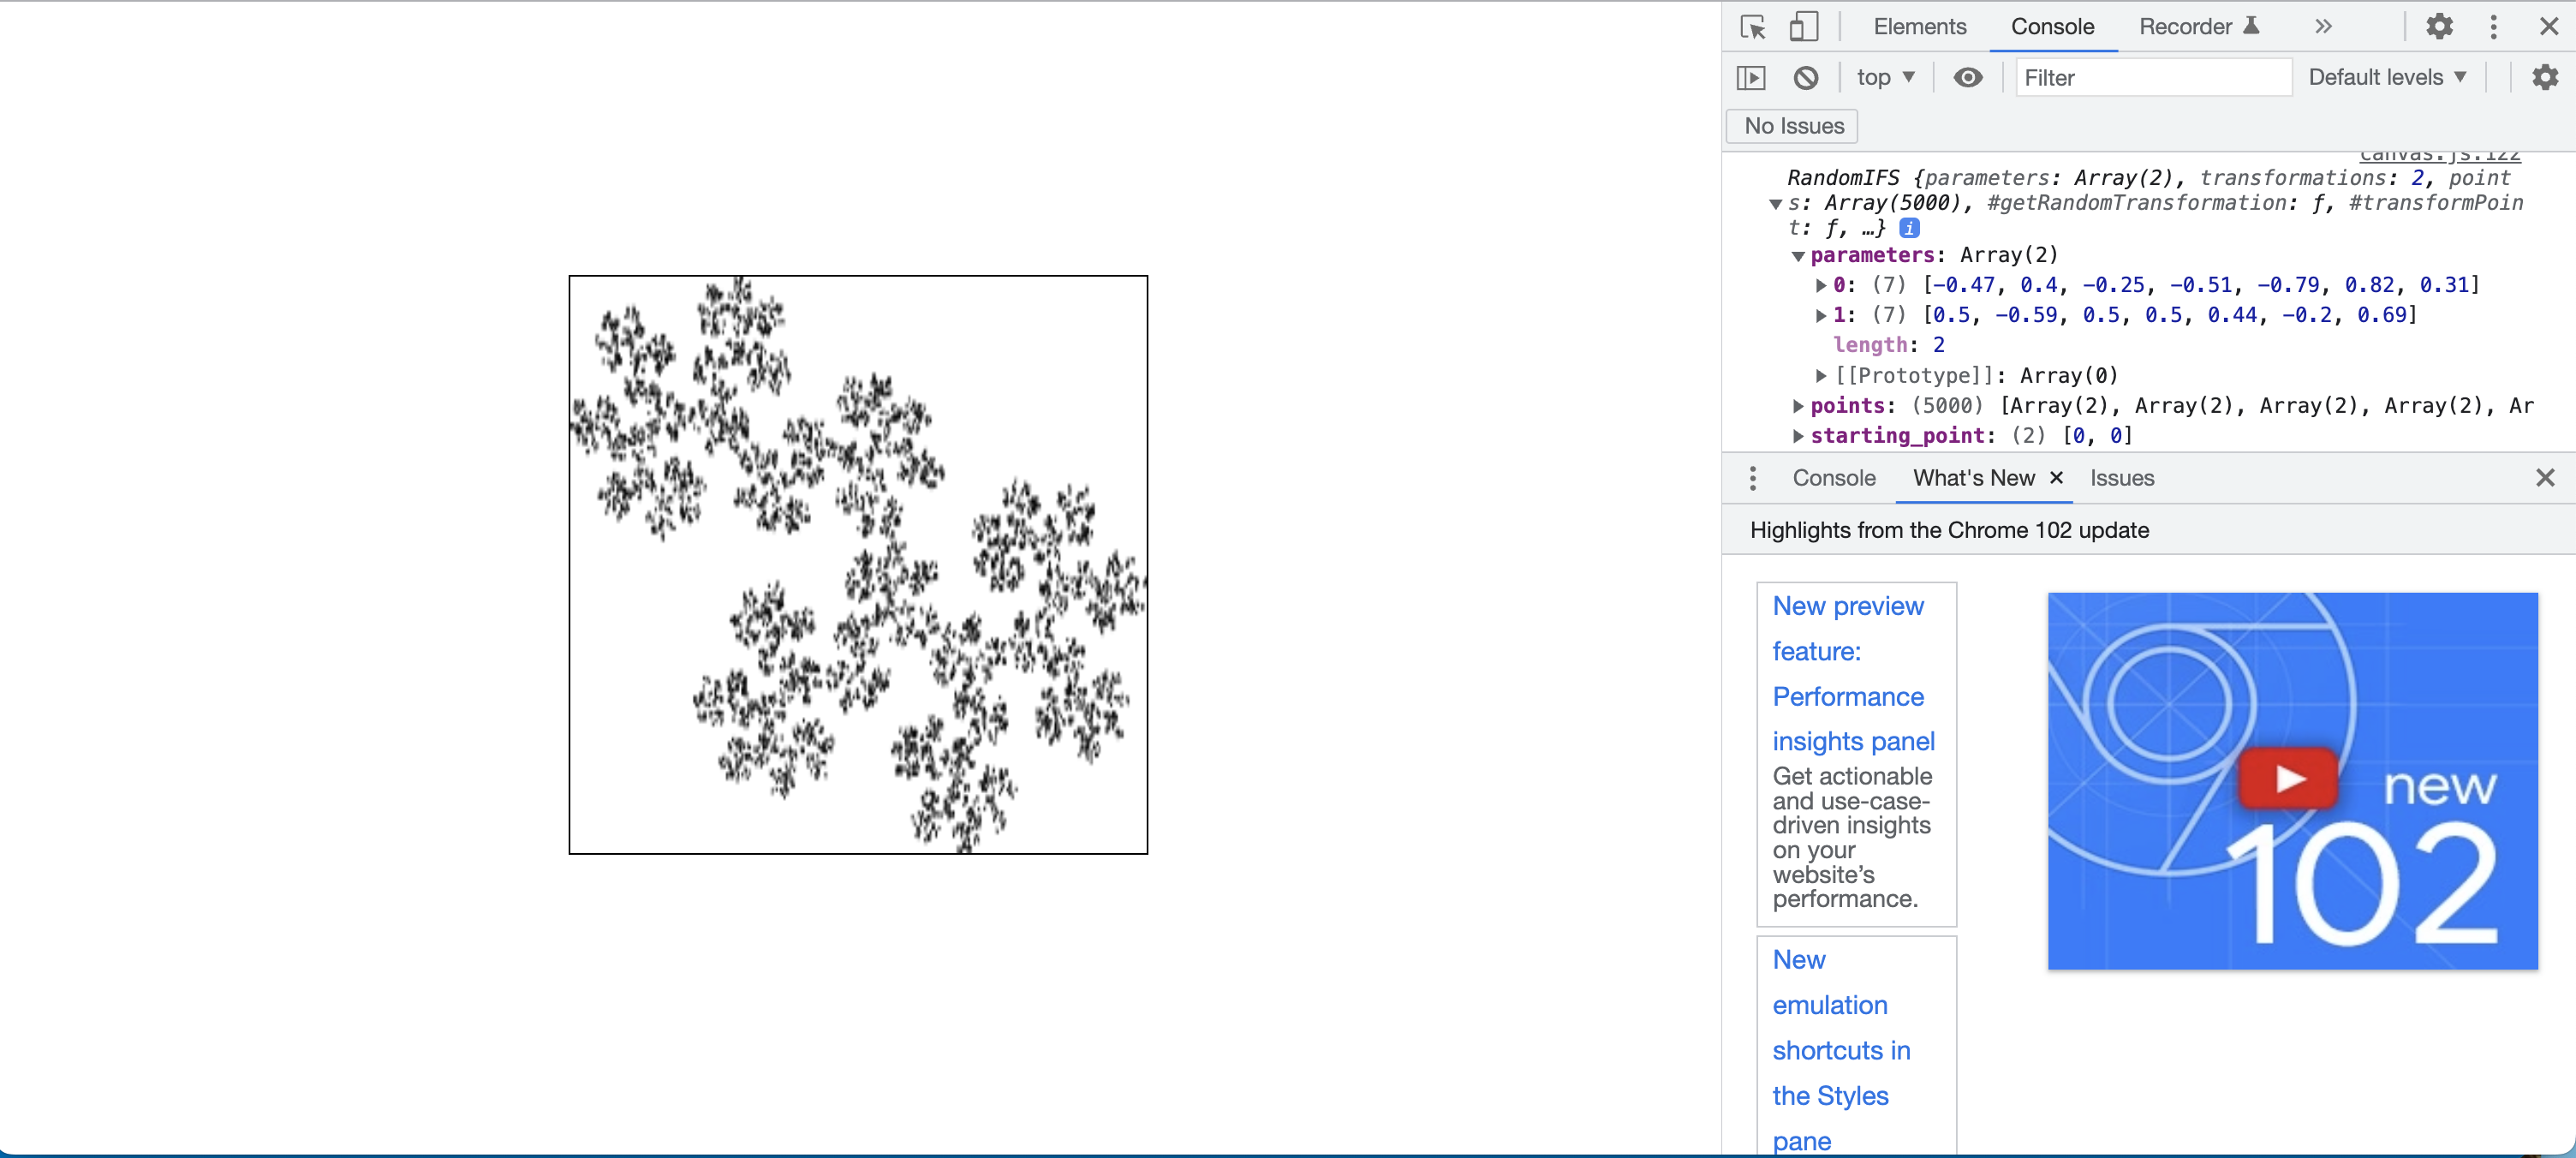 Elements Console Recorder
top Filter Default levels
No Issues
canvas.js:122
RandomIFS {parameters: Array(2), transformations: 2, point
s: Array(5000), #getRandomTransformation: ƒ, #transformPoin
t: ƒ, …} i
parameters: Array(2)
0: (7) [-0.47, 0.4, -0.25, -0.51, -0.79, 0.82, 0.31]
1: (7) [0.5, -0.59, 0.5, 0.5, 0.44, -0.2, 0.69]
length: 2
[[Prototype]]: Array(0)
points: (5000) [Array(2), Array(2), Array(2), Array(2), Ar
starting_point: (2) [0, 0]
Console What's New × Issues
Highlights from the Chrome 102 update
New preview
feature:
Performance
insights panel
Get actionable
and use-case-
driven insights
on your
website's
performance.
New
emulation
shortcuts in
the Styles
pane
new
102